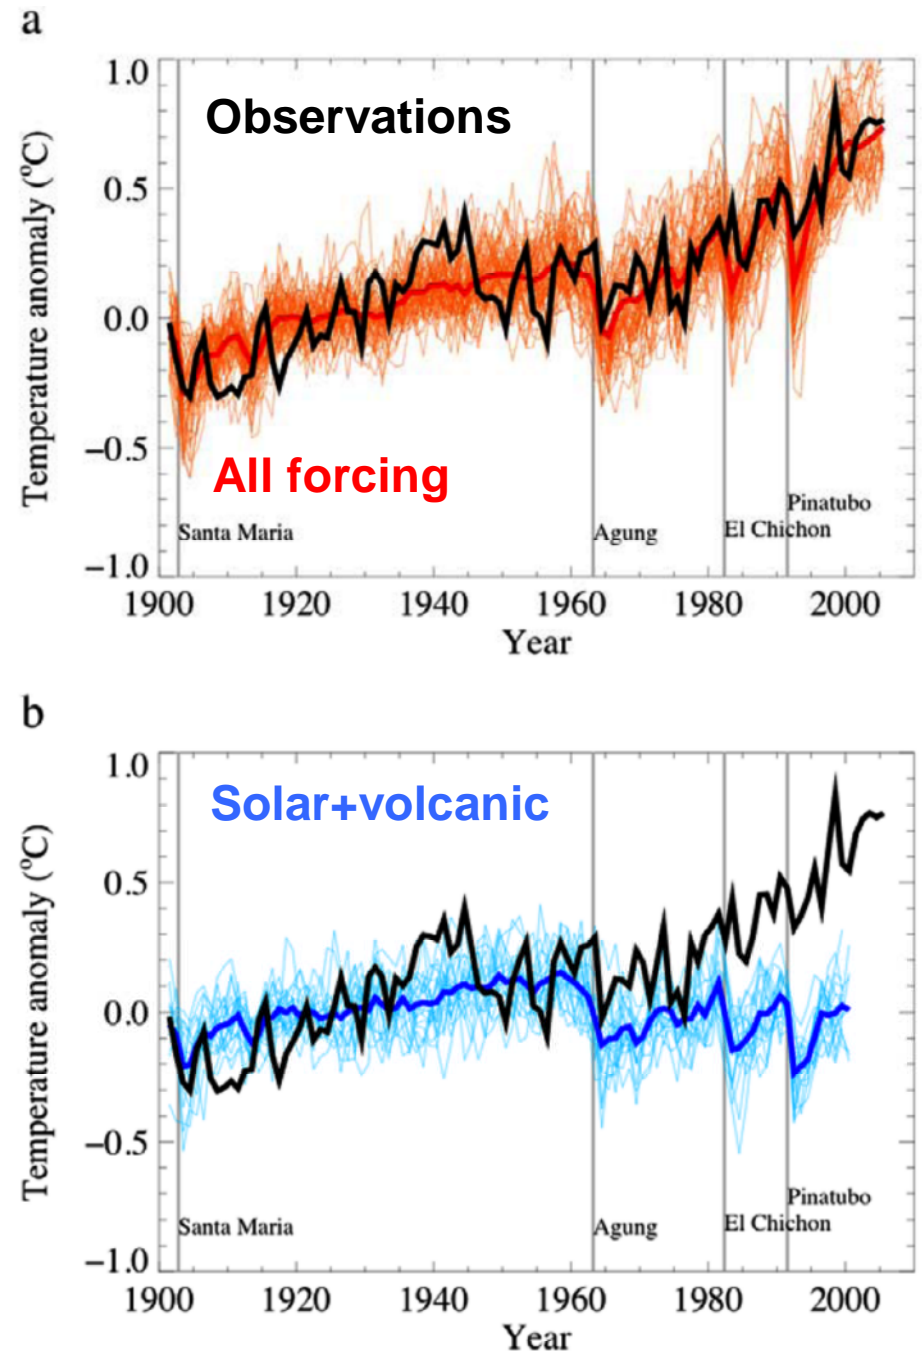 a
Temperature anomaly (°C)
1.0
0.5
0.0
−0.5
−1.0
Observations
All forcing
Santa Maria
Agung
El Chichon
Pinatubo
1900 1920 1940 1960 1980 2000
Year
b
Temperature anomaly (°C)
1.0
0.5
0.0
−0.5
−1.0
Solar+volcanic
Santa Maria
Agung
El Chichon
Pinatubo
1900 1920 1940 1960 1980 2000
Year